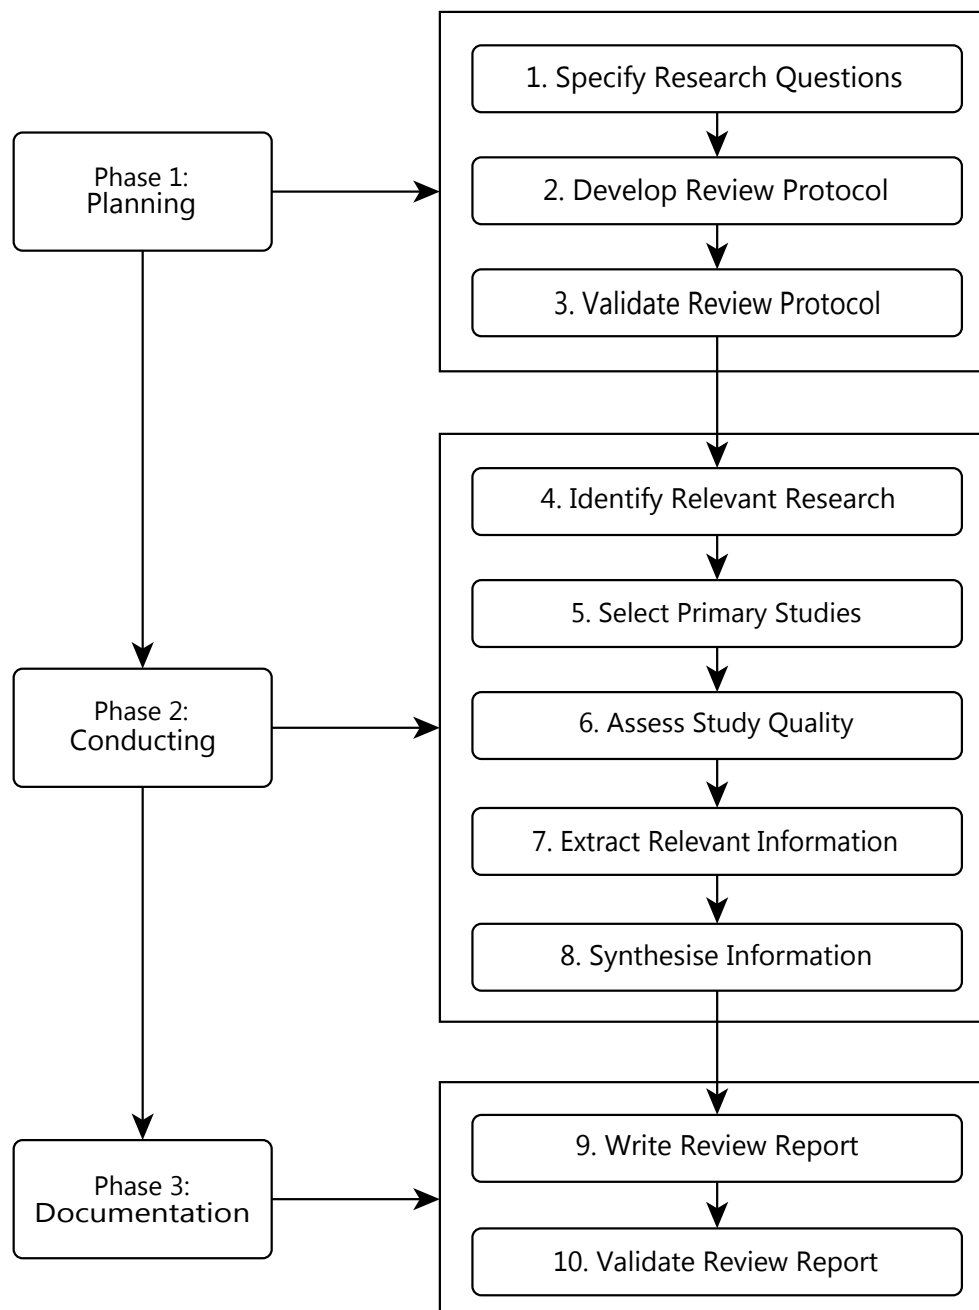 Phase 1:
Planning
1. Specify Research Questions
2. Develop Review Protocol
3. Validate Review Protocol
Phase 2:
Conducting
4. Identify Relevant Research
5. Select Primary Studies
6. Assess Study Quality
7. Extract Relevant Information
8. Synthesise Information
Phase 3:
Documentation
9. Write Review Report
10. Validate Review Report